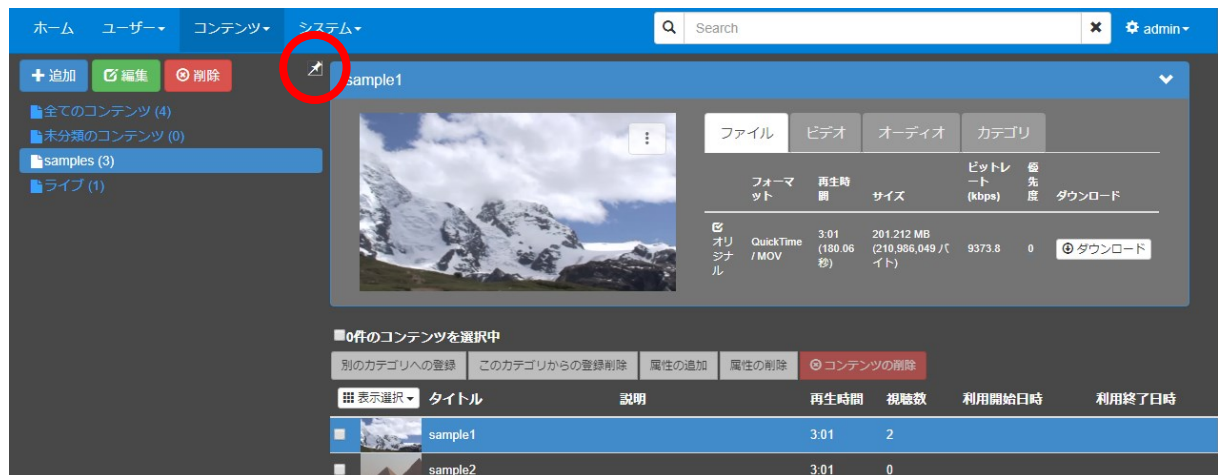 ホーム ユーザー コンテンツ システム Search admin
追加 編集 削除
全てのコンテンツ (4)
未分類のコンテンツ (0)
samples (3)
ライブ (1)
sample1
ファイル ビデオ オーディオ カテゴリ
フォーマ
ット
再生時
間
サイズ
ビットレ
ート
(kbps)
優
先
度
ダウンロード
オリ
ジナ
ル
QuickTime
/ MOV
3:01
(180.06
秒)
201.212 MB
(210,986,049 バ
イト)
9373.8
0
ダウンロード
0件のコンテンツを選択中
別のカテゴリへの登録 このカテゴリからの登録削除 属性の追加 属性の削除 コンテンツの削除
表示選択 タイトル 説明 再生時間 視聴数 利用開始日時 利用終了日時
sample1 3:01 2
sample2 3:01 0